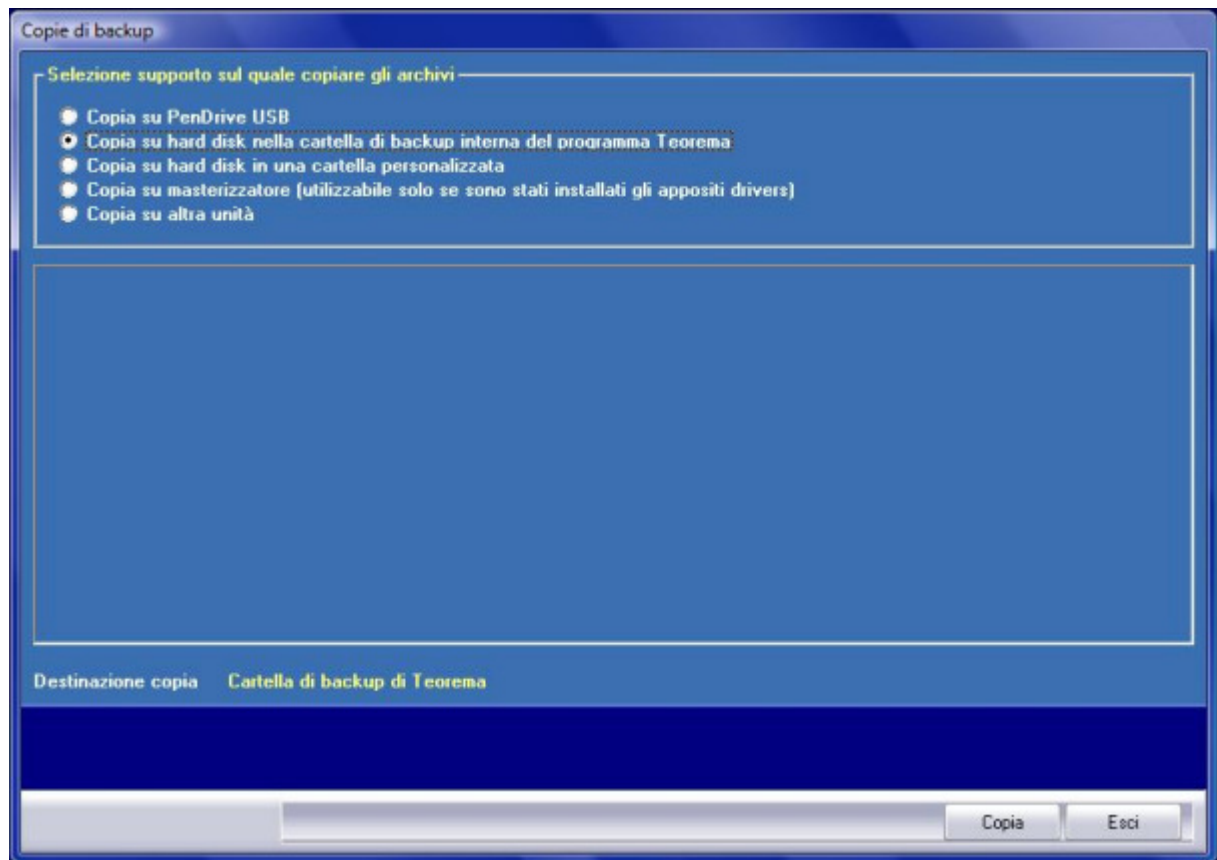 Copie di backup
Selezione supporto sul quale copiare gli archivi
Copia su PenDrive USB
Copia su hard disk nella cartella di backup interna del programma Teorema
Copia su hard disk in una cartella personalizzata
Copia su masterizzatore (utilizzabile solo se sono stati installati gli appositi drivers)
Copia su altra unità
Destinazione copia Cartella di backup di Teorema
Copia Esci